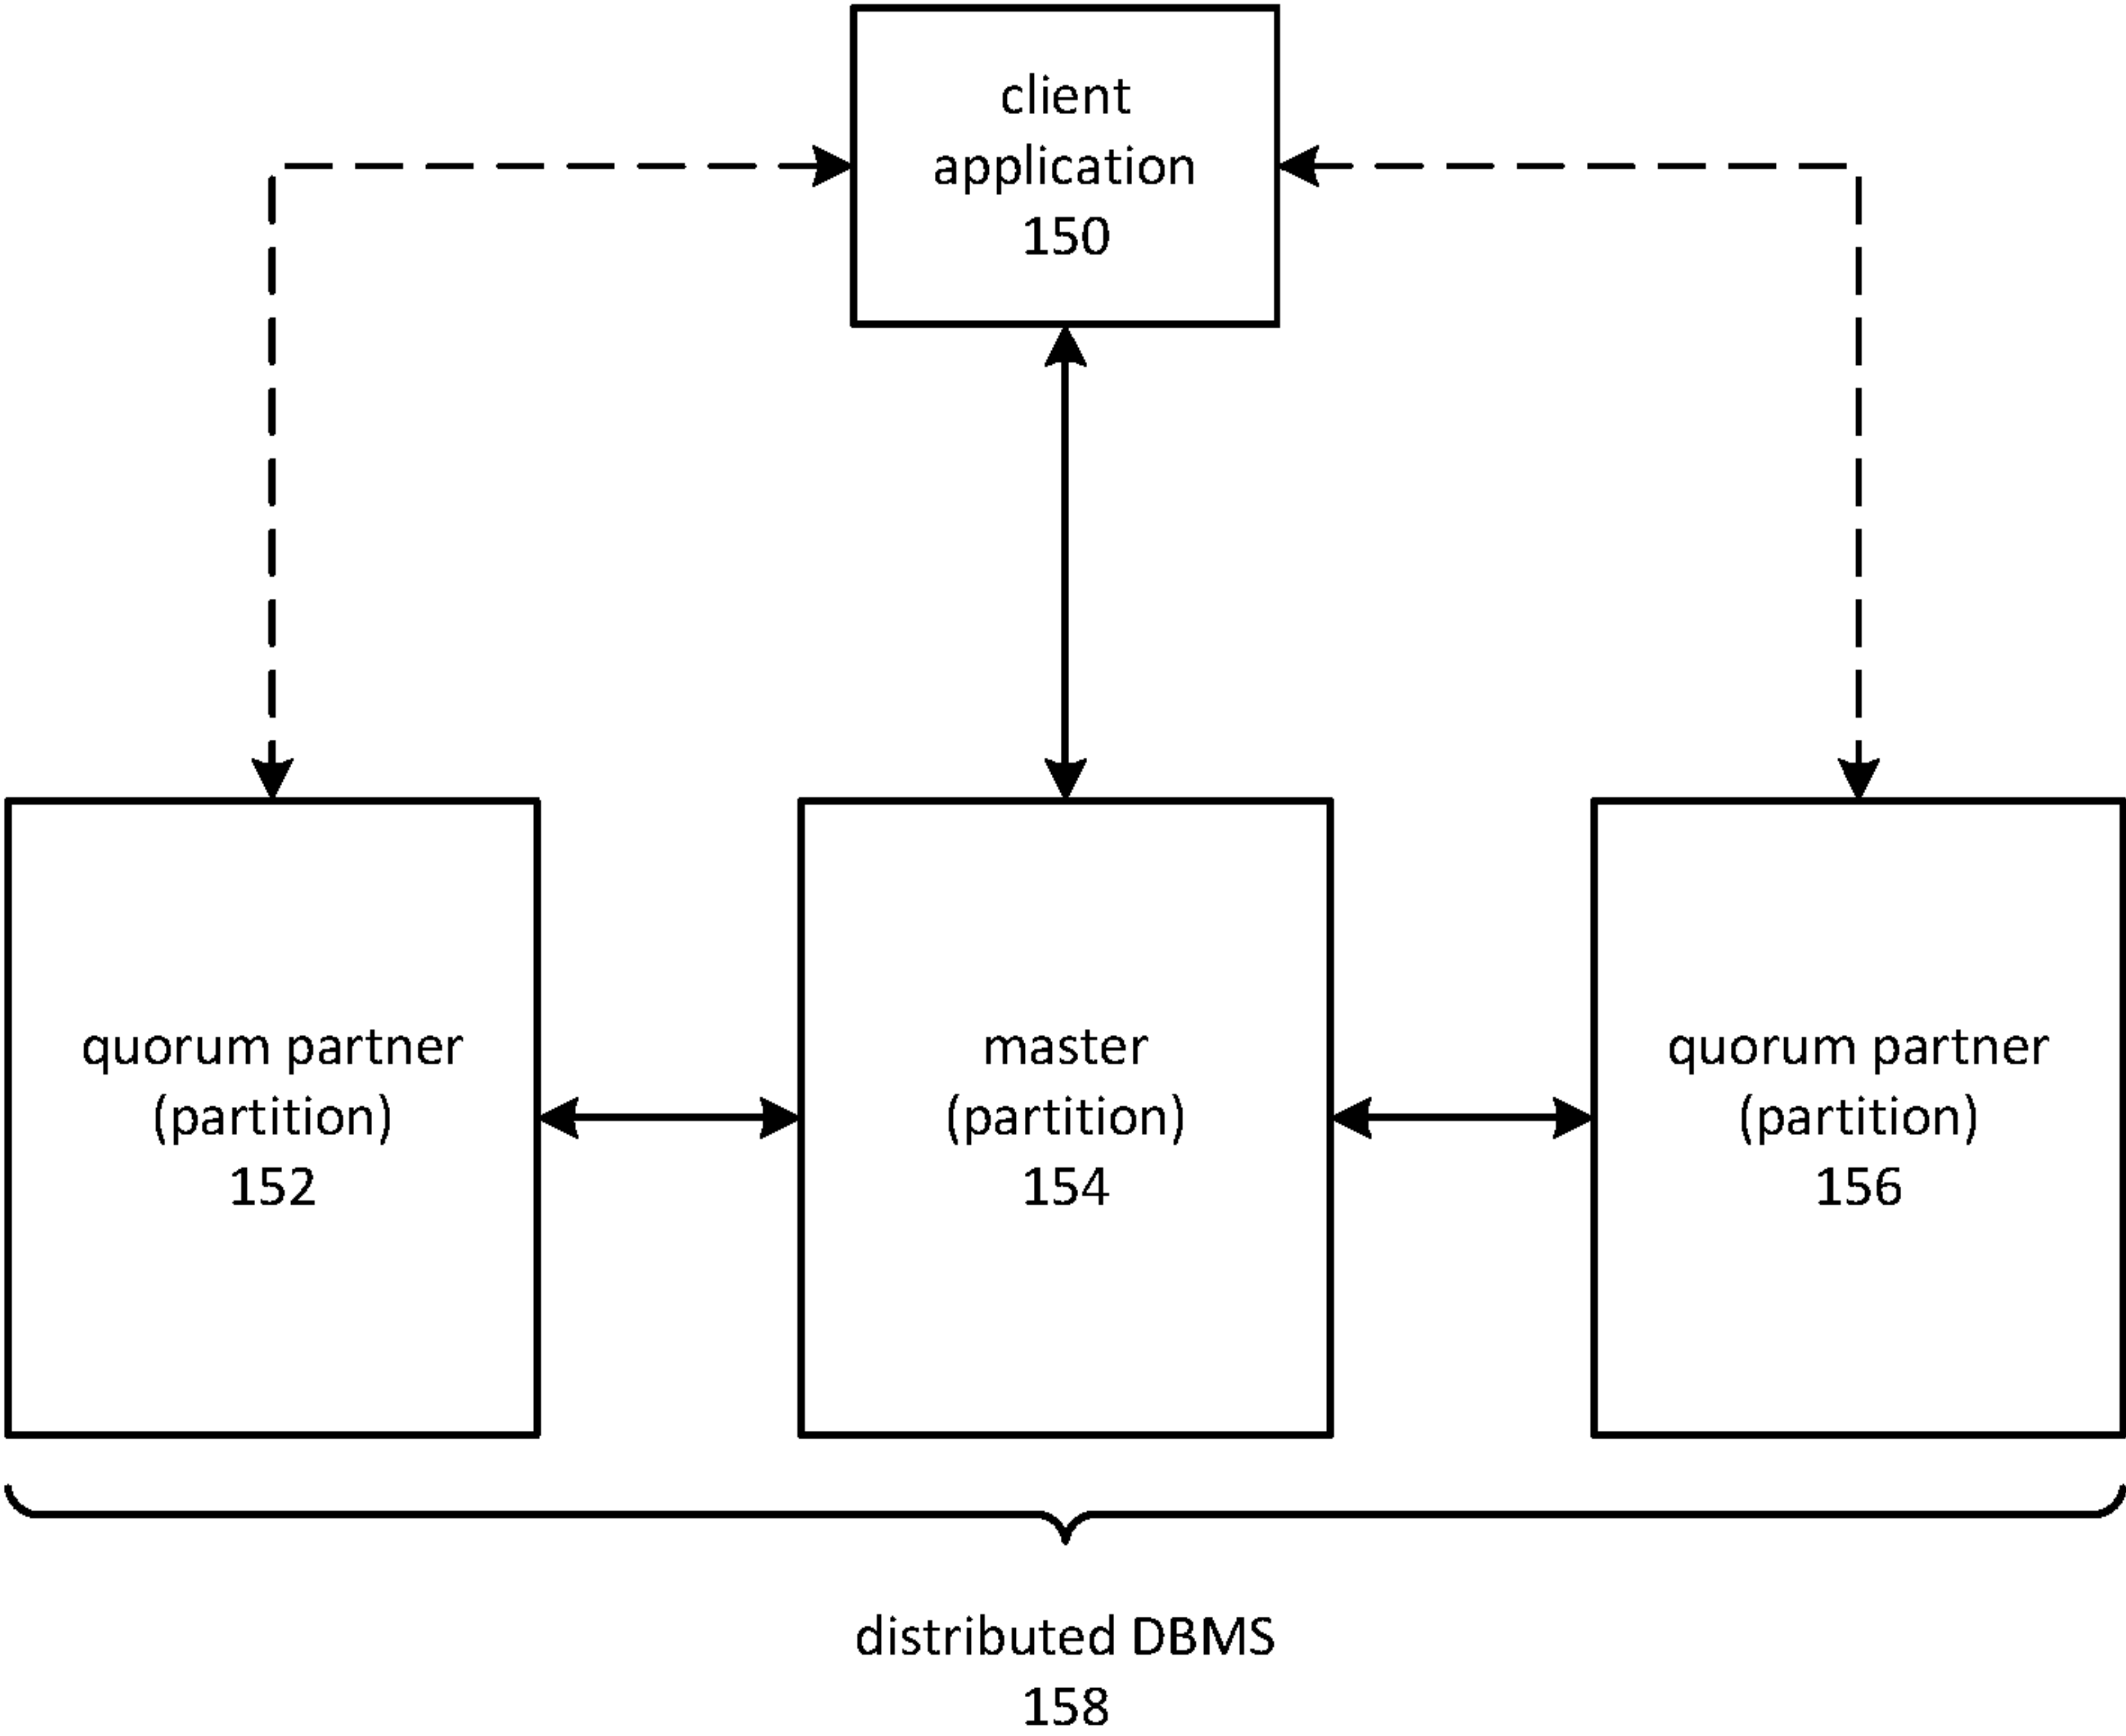 client
application
150
quorum partner
(partition)
152
master
(partition)
154
quorum partner
(partition)
156
distributed DBMS
158